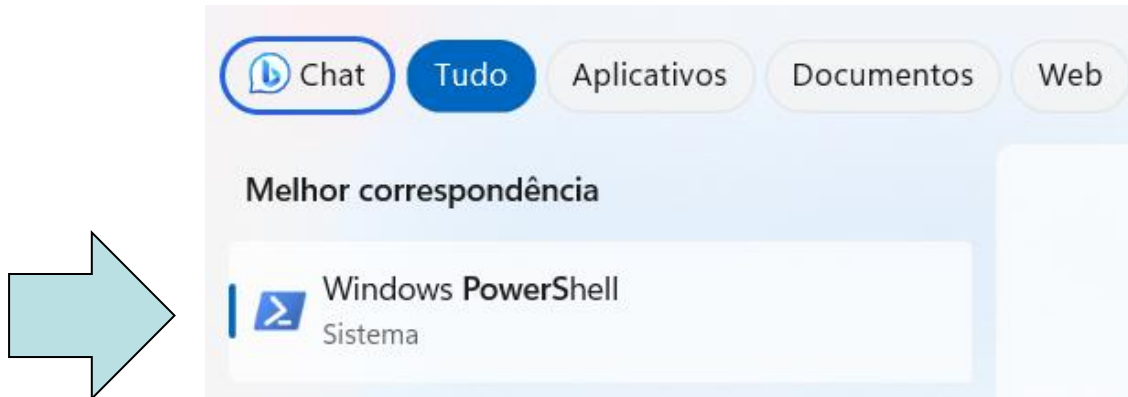 Chat Tudo Aplicativos Documentos Web
Melhor correspondência
Windows PowerShell
Sistema